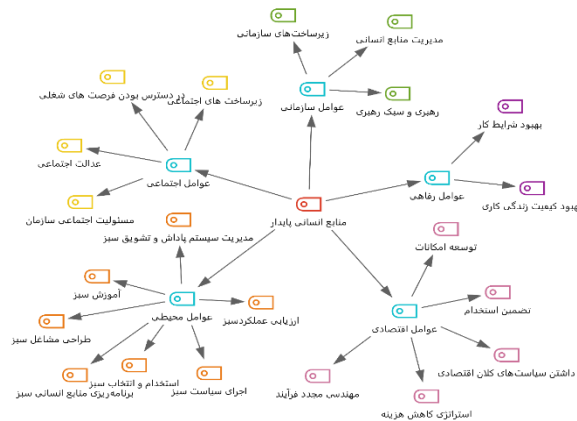 زیرساخت‌های سازمانی
مدیریت منابع انسانی
عوامل سازمانی
رهبری و سبک رهبری
در دسترس بودن فرصت های شغلی
زیرساخت های اجتماعی
عدالت اجتماعی
عوامل اجتماعی
مسئولیت اجتماعی سازمان
بهبود شرایط کار
عوامل رفاهی
بهبود کیفیت زندگی کاری
منابع انسانی پایدار
مدیریت سیستم پاداش و تشویق سبز
آموزش سبز
عوامل محیطی
ارزیابی عملکردسبز
طراحی مشاغل سبز
برنامه‌ریزی منابع انسانی سبز
استخدام و انتخاب سبز
اجرای سیاست سبز
توسعه امکانات
تضمین استخدام
عوامل اقتصادی
داشتن سیاست‌های کلان اقتصادی
مهندسی مجدد فرآیند
استراتژی کاهش هزینه